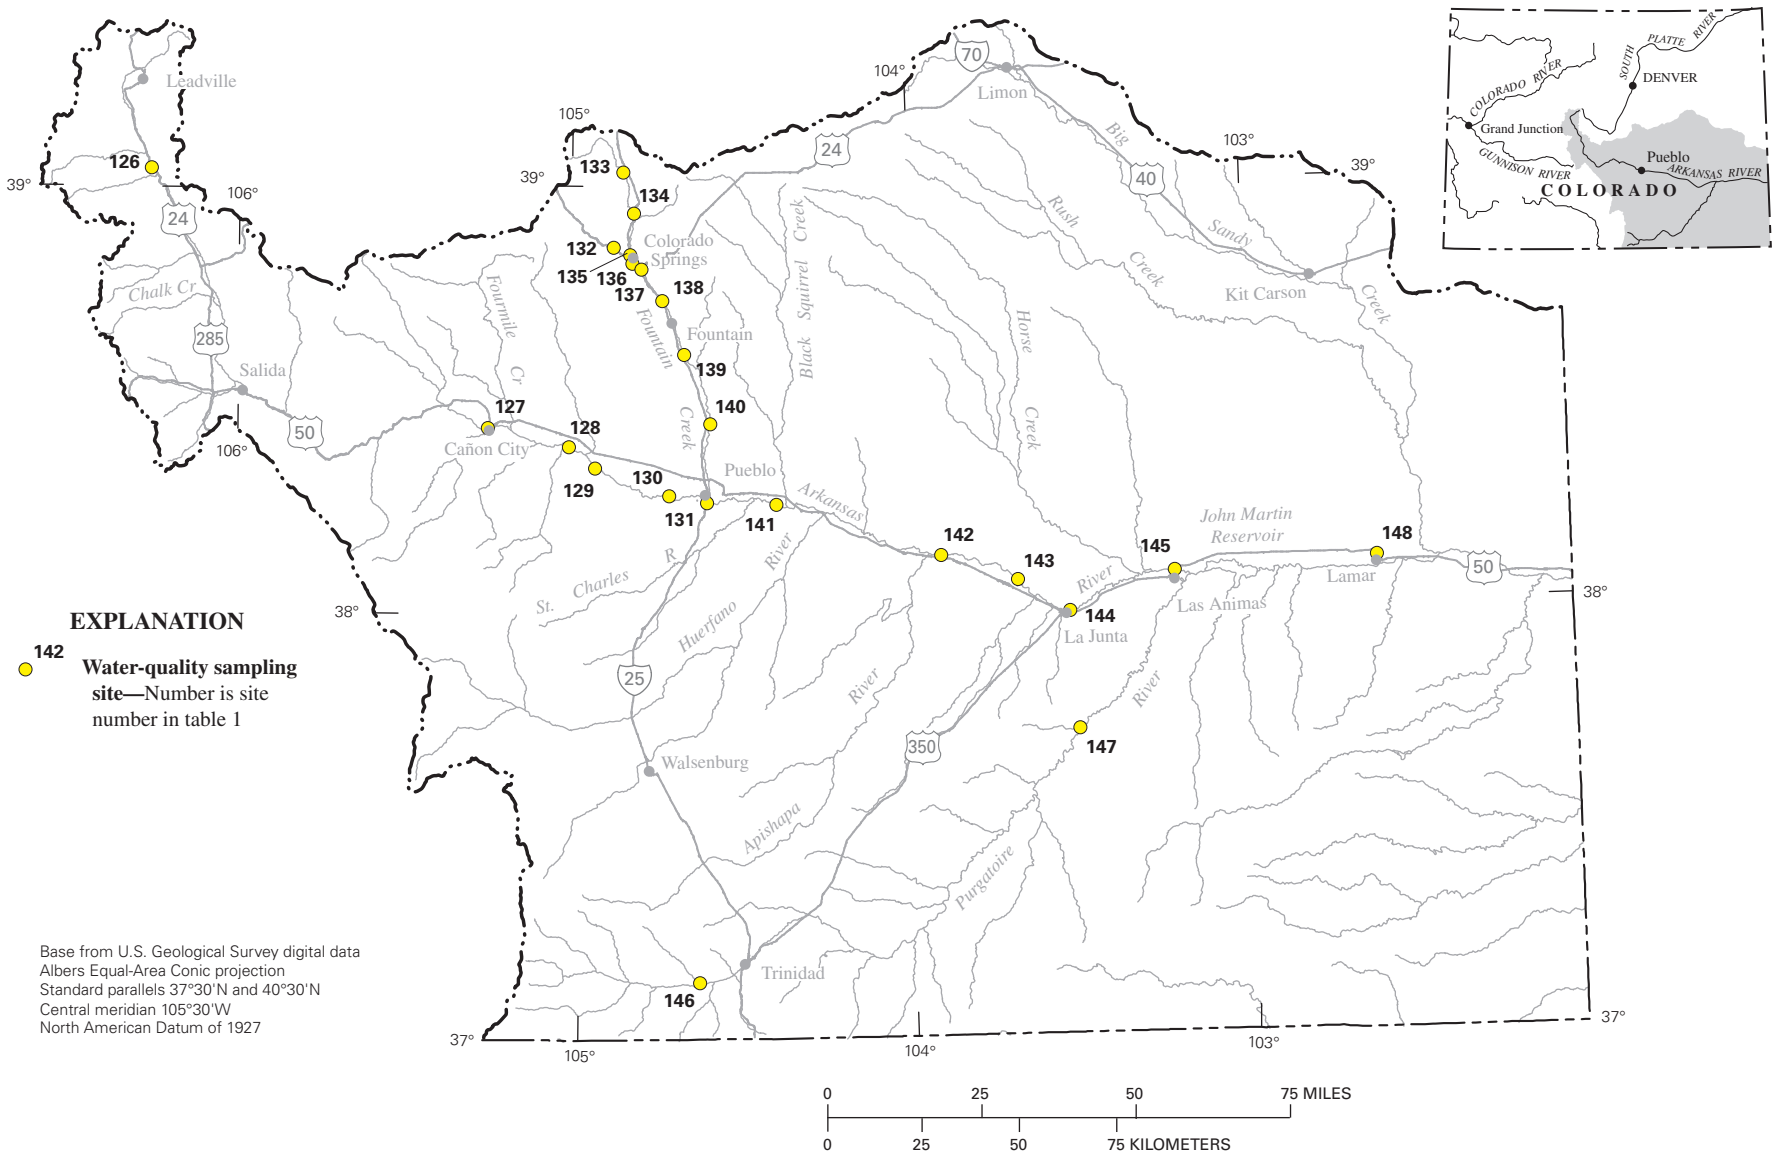 Leadville
126
39°
106°
24
Chalk Cr
285
Salida
50
106°
105°
39°
133
134
132
135
136
137
138
Colorado
Springs
Fountain
139
Fountain
Creek
140
Fourmile
Cr
127
Cañon City
128
129
130
131
Pueblo
141
Black Squirrel Creek
24
104°
70
Limon
Big
40
Sandy
Creek
103°
39°
Kit Carson
Rush
Creek
Horse
Creek
Arkansas
River
142
143
144
La Junta
145
Las Animas
John Martin
Reservoir
148
Lamar
50
38°
38°
St. Charles R
Huerfano
River
25
Walsenburg
Apishapa
River
350
Purgatoire
River
147
Trinidad
146
37°
105°
104°
103°
37°
EXPLANATION
142
Water-quality sampling
site—Number is site
number in table 1
Base from U.S. Geological Survey digital data
Albers Equal-Area Conic projection
Standard parallels 37°30'N and 40°30'N
Central meridian 105°30'W
North American Datum of 1927
0 25 50 75 MILES
0 25 50 75 KILOMETERS
SOUTH PLATTE RIVER
DENVER
COLORADO RIVER
Grand Junction
GUNNISON RIVER
Pueblo
ARKANSAS RIVER
COLORADO